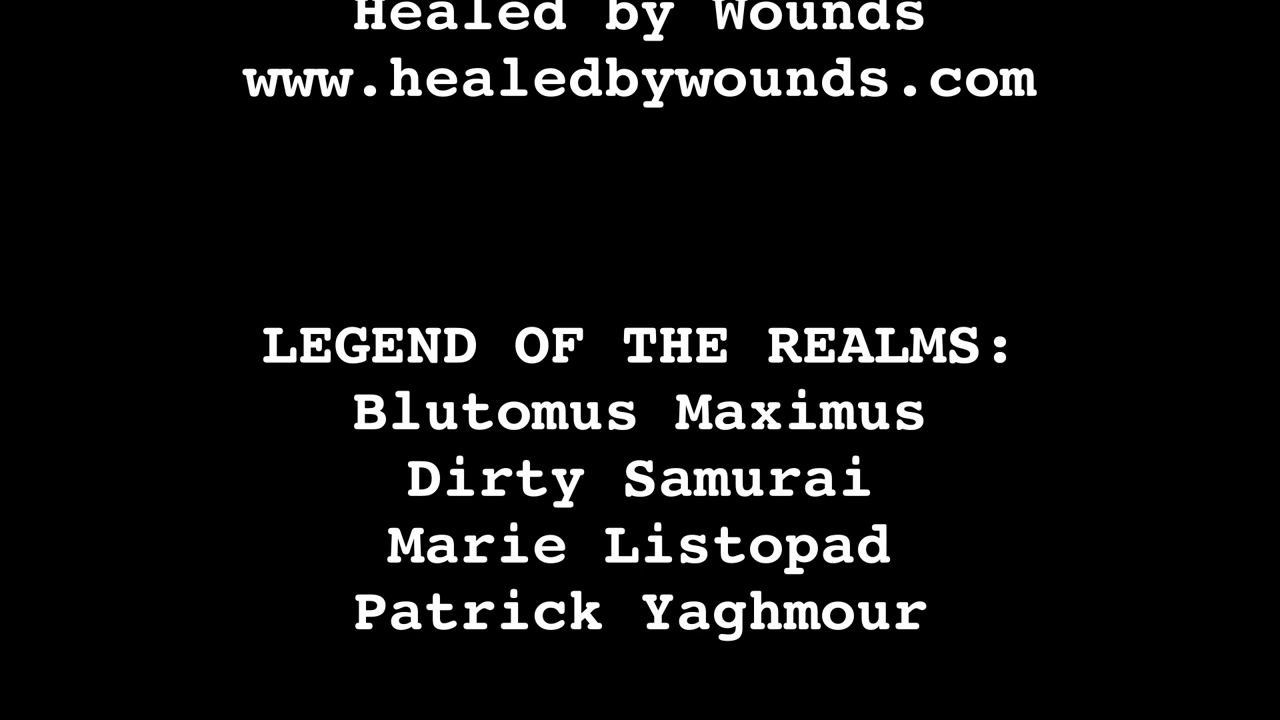 Healed by Wounds
www.healedbywounds.com
LEGEND OF THE REALMS:
Blutomus Maximus
Dirty Samurai
Marie Listopad
Patrick Yaghmour